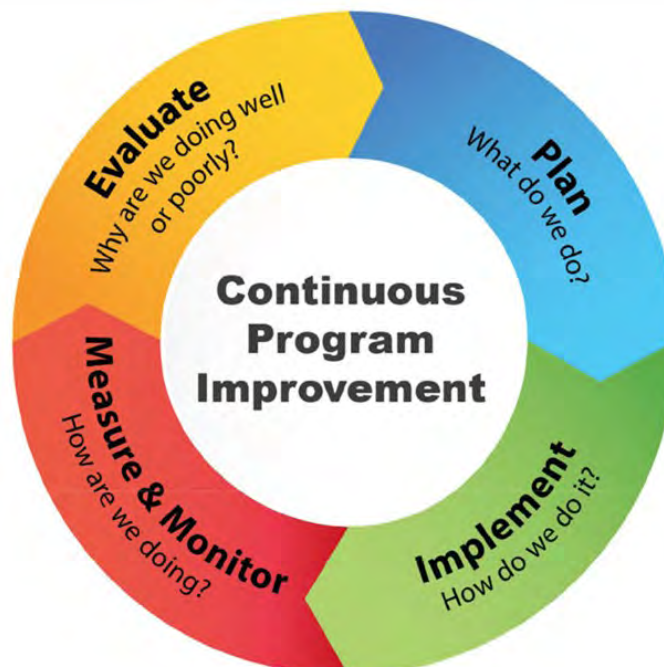 Continuous
Program
Improvement
Plan
What do we do?
Implement
How do we do it?
Measure & Monitor
How are we doing?
Evaluate
Why are we doing well
or poorly?